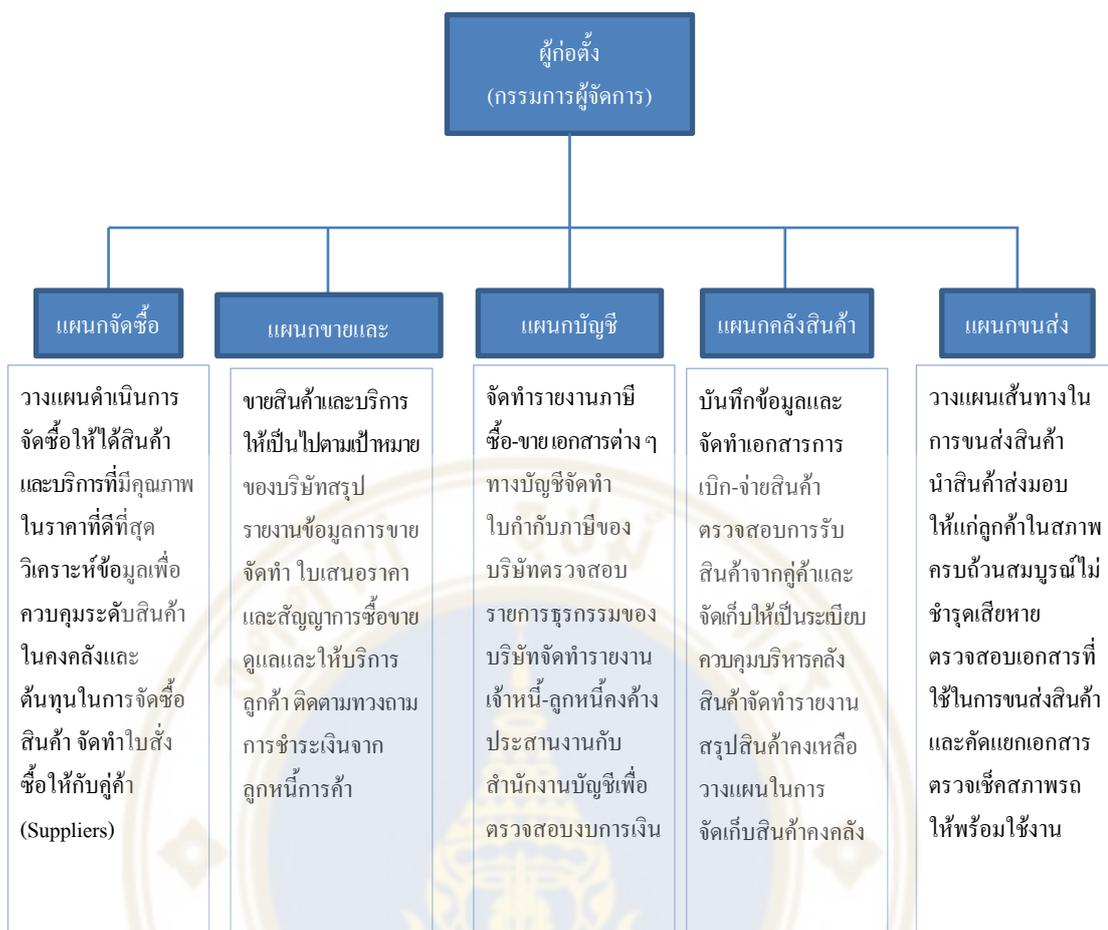 ผู้ก่อตั้ง
(กรรมการผู้จัดการ)
แผนกจัดซื้อ
วางแผนดำเนินการ
จัดซื้อให้ได้สินค้า
และบริการที่มีคุณภาพ
ในราคาที่ดีที่สุด
วิเคราะห์ข้อมูลเพื่อ
ควบคุมระดับสินค้า
ในคงคลังและ
ต้นทุนในการจัดซื้อ
สินค้า จัดทำใบสั่ง
ซื้อให้กับคู่ค้า
(Suppliers)
แผนกขายและ
ขายสินค้าและบริการ
ให้เป็นไปตามเป้าหมาย
ของบริษัทสรุป
รายงานข้อมูลการขาย
จัดทำ ใบเสนอราคา
และสัญญาการซื้อขาย
ดูแลและให้บริการ
ลูกค้า ติดตามทวงถาม
การชำระเงินจาก
ลูกหนี้การค้า
แผนกบัญชี
จัดทำรายงานภาษี
ซื้อ-ขาย เอกสารต่าง ๆ
ทางบัญชีจัดทำ
ใบกำกับภาษีของ
บริษัทตรวจสอบ
รายการธุรกรรมของ
บริษัทจัดทำรายงาน
เจ้าหนี้-ลูกหนี้คงค้าง
ประสานงานกับ
สำนักงานบัญชีเพื่อ
ตรวจสอบงบการเงิน
แผนกคลังสินค้า
บันทึกข้อมูลและ
จัดทำเอกสารการ
เบิก-จ่ายสินค้า
ตรวจสอบการรับ
สินค้าจากคู่ค้าและ
จัดเก็บให้เป็นระเบียบ
ควบคุมบริหารคลัง
สินค้าจัดทำรายงาน
สรุปสินค้าคงเหลือ
วางแผนในการ
จัดเก็บสินค้าคงคลัง
แผนกขนส่ง
วางแผนเส้นทางใน
การขนส่งสินค้า
นำสินค้าส่งมอบ
ให้แก่ลูกค้าในสภาพ
ครบถ้วนสมบูรณ์ไม่
ชำรุดเสียหาย
ตรวจสอบเอกสารที่
ใช้ในการขนส่งสินค้า
และคัดแยกเอกสาร
ตรวจเช็คสภาพรถ
ให้พร้อมใช้งาน